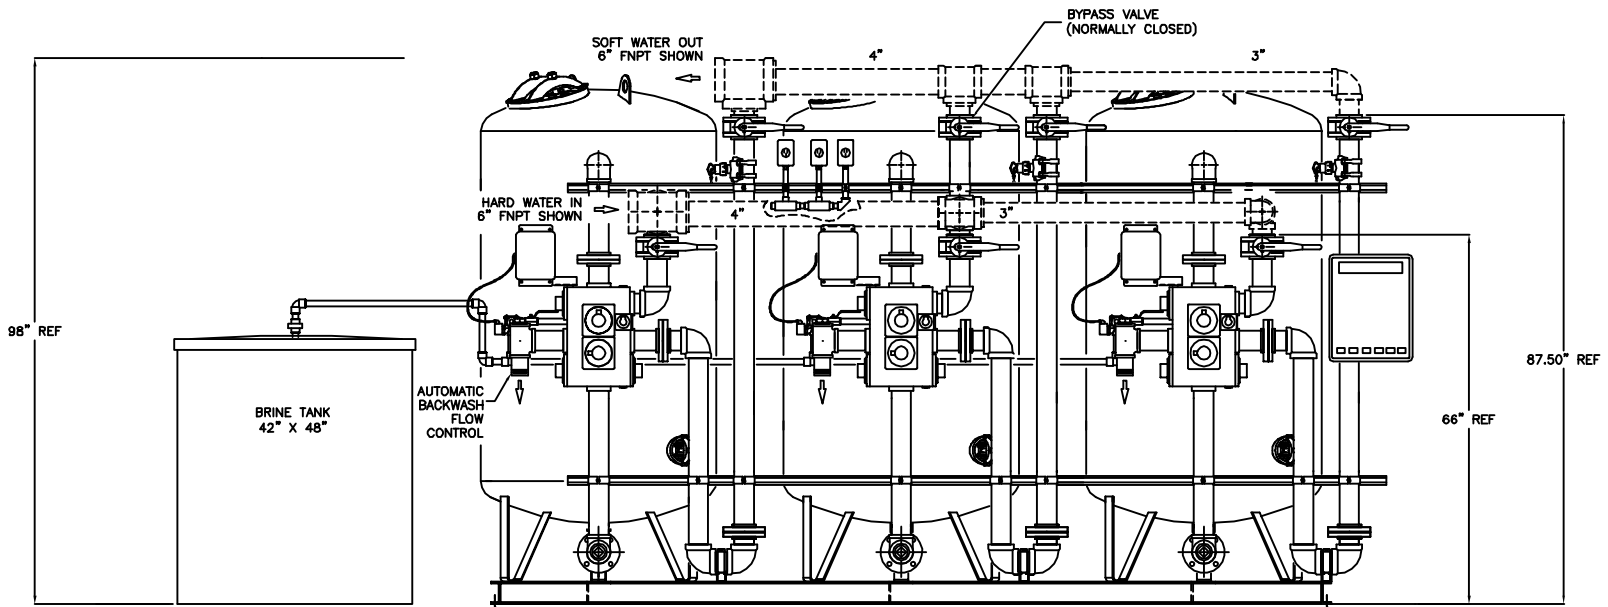 BYPASS VALVE
(NORMALLY CLOSED)
SOFT WATER OUT
6" FNPT SHOWN
4"
3"
HARD WATER IN
6" FNPT SHOWN
4"
3"
98" REF
87.50" REF
66" REF
AUTOMATIC
BACKWASH
FLOW
CONTROL
BRINE TANK
42" X 48"